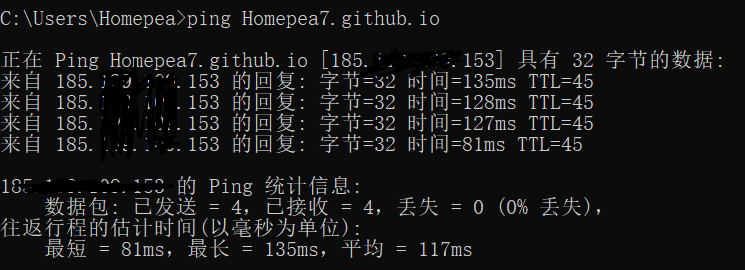 C:\Users\Homepea>ping Homepea7.github.io
正在 Ping Homepea7.github.io [185. 153] 具有 32 字节的数据:
来自 185. .153 的回复: 字节=32 时间=135ms TTL=45
来自 185. .153 的回复: 字节=32 时间=128ms TTL=45
来自 185. .153 的回复: 字节=32 时间=127ms TTL=45
来自 185. .153 的回复: 字节=32 时间=81ms TTL=45
185. .153 的 Ping 统计信息:
数据包: 已发送 = 4，已接收 = 4，丢失 = 0 (0% 丢失)，
往返行程的估计时间(以毫秒为单位):
最短 = 81ms，最长 = 135ms，平均 = 117ms